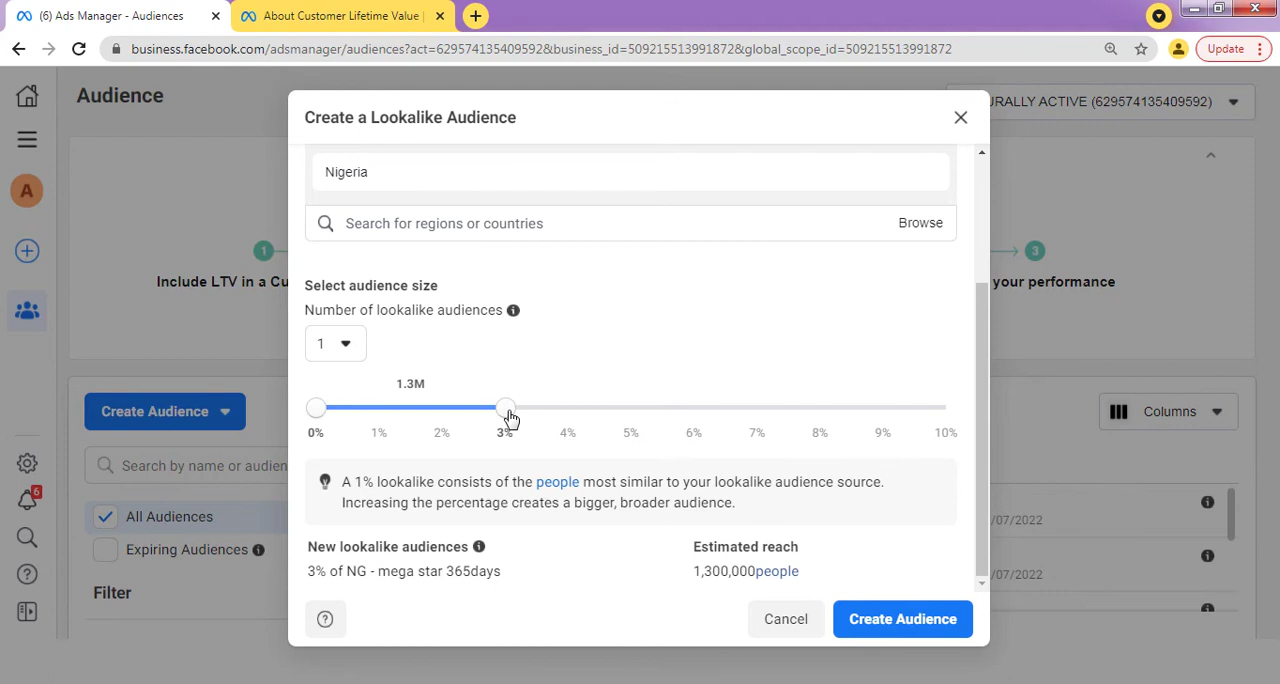 (6) Ads Manager - Audiences
About Customer Lifetime Value |
business.facebook.com/adsmanager/audiences?act=629574135409592&business_id=509215513991872&global_scope_id=509215513991872
Update
Audience
URALLY ACTIVE (629574135409592)
A
1
Include LTV in a Cu
3
your performance
Create a Lookalike Audience
Nigeria
Search for regions or countries
Browse
Select audience size
Number of lookalike audiences
1
1.3M
0% 1% 2% 3% 4% 5% 6% 7% 8% 9% 10%
A 1% lookalike consists of the people most similar to your lookalike audience source.
Increasing the percentage creates a bigger, broader audience.
New lookalike audiences
3% of NG - mega star 365days
Estimated reach
1,300,000people
Cancel
Create Audience
Create Audience
Columns
Search by name or audien
All Audiences
Expiring Audiences
Filter
6
/07/2022
/07/2022